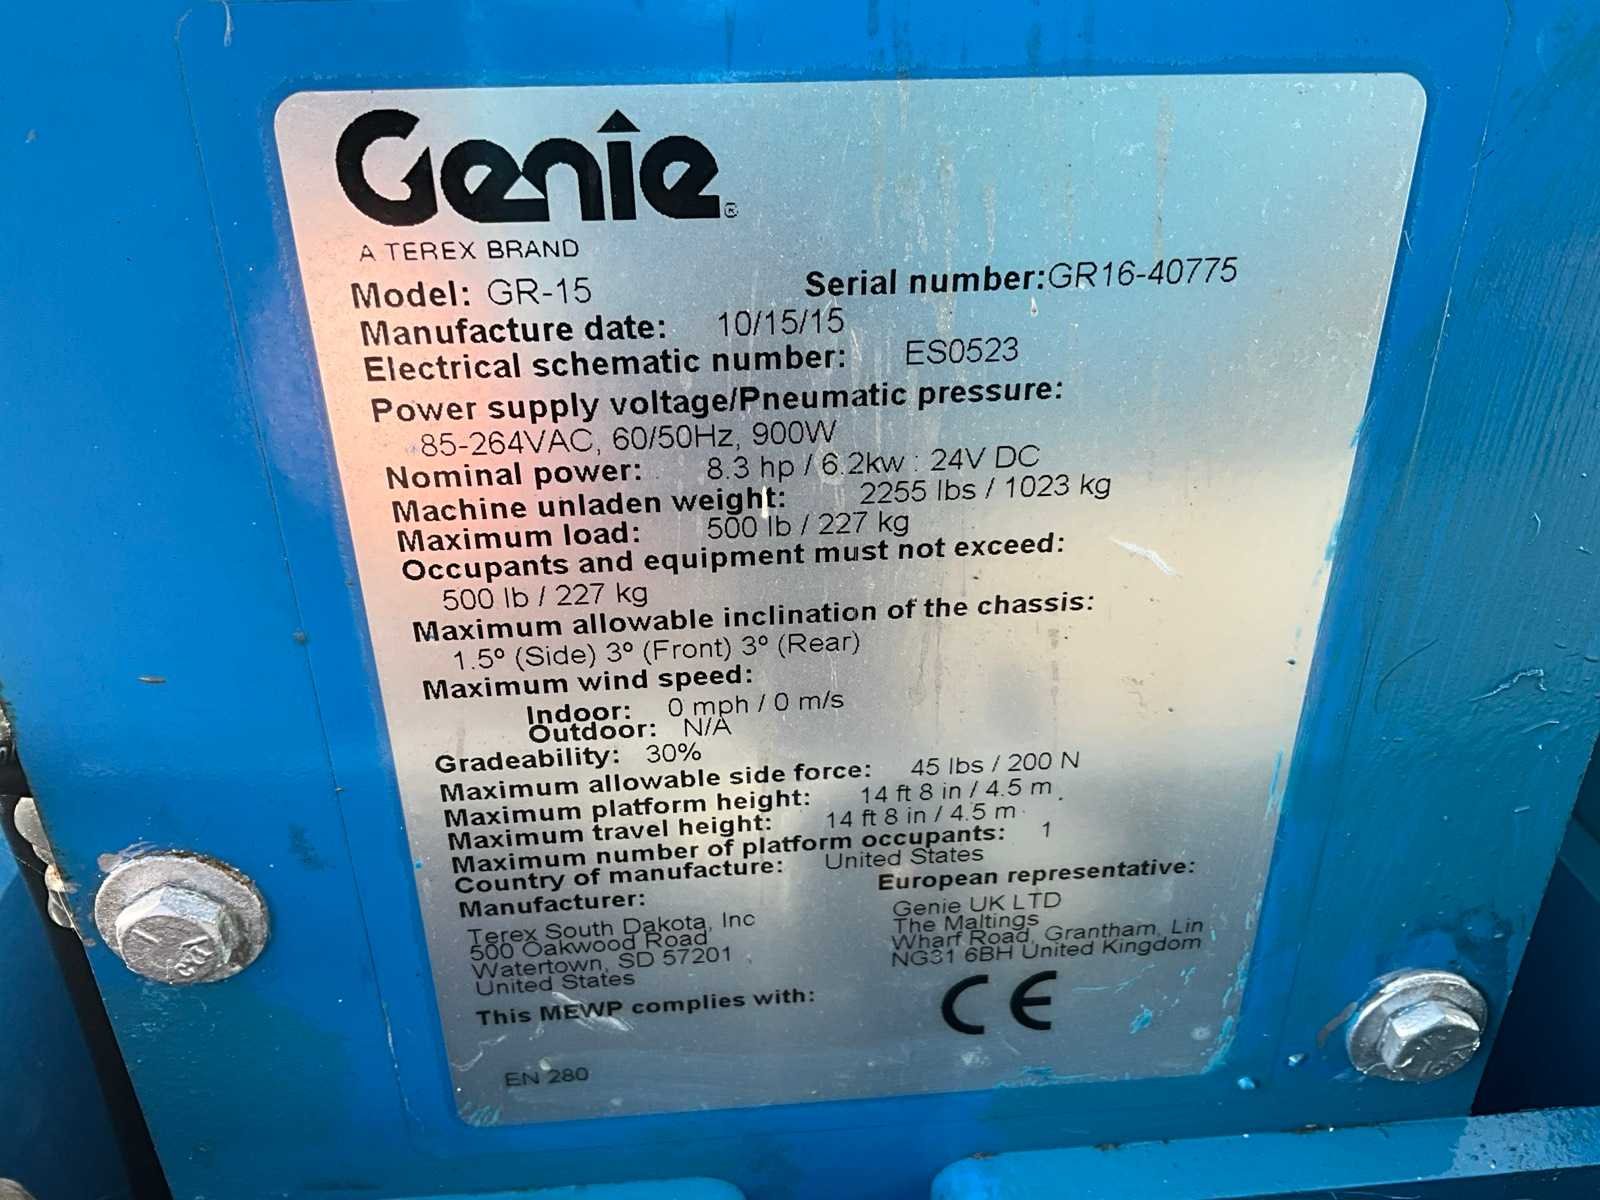 Genie®
A TEREX BRAND
Model: GR-15 Serial number:GR16-40775
Manufacture date: 10/15/15
Electrical schematic number: ES0523
Power supply voltage/Pneumatic pressure:
85-264VAC, 60/50Hz, 900W
Nominal power: 8.3 hp / 6.2kw : 24V DC
Machine unladen weight: 2255 lbs / 1023 kg
Maximum load: 500 lb / 227 kg
Occupants and equipment must not exceed:
500 lb / 227 kg
Maximum allowable inclination of the chassis:
1.5º (Side) 3º (Front) 3º (Rear)
Maximum wind speed:
Indoor: 0 mph / 0 m/s
Outdoor: N/A
Gradeability: 30%
Maximum allowable side force: 45 lbs / 200 N
Maximum platform height: 14 ft 8 in / 4.5 m
Maximum travel height: 14 ft 8 in / 4.5 m
Maximum number of platform occupants: 1
Country of manufacture: United States
Manufacturer:
Terex South Dakota, Inc
500 Oakwood Road
Watertown, SD 57201
United States
European representative:
Genie UK LTD
The Maltings
Wharf Road, Grantham, Lin
NG31 6BH United Kingdom
This MEWP complies with:
CE
EN 280